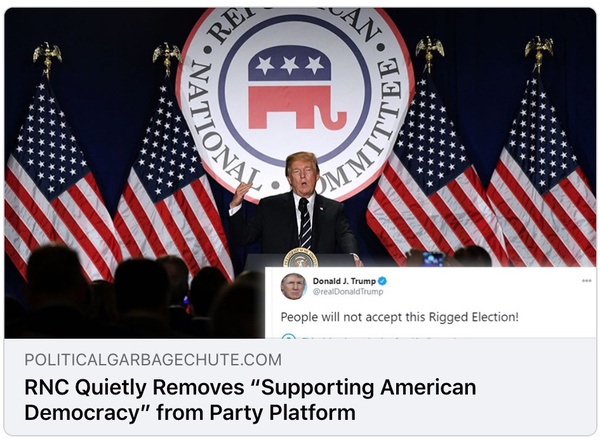 REPUBLICAN
NATIONAL COMMITTEE
Donald J. Trump
@realDonaldTrump
People will not accept this Rigged Election!
POLITICALGARBAGECHUTE.COM
RNC Quietly Removes “Supporting American
Democracy” from Party Platform